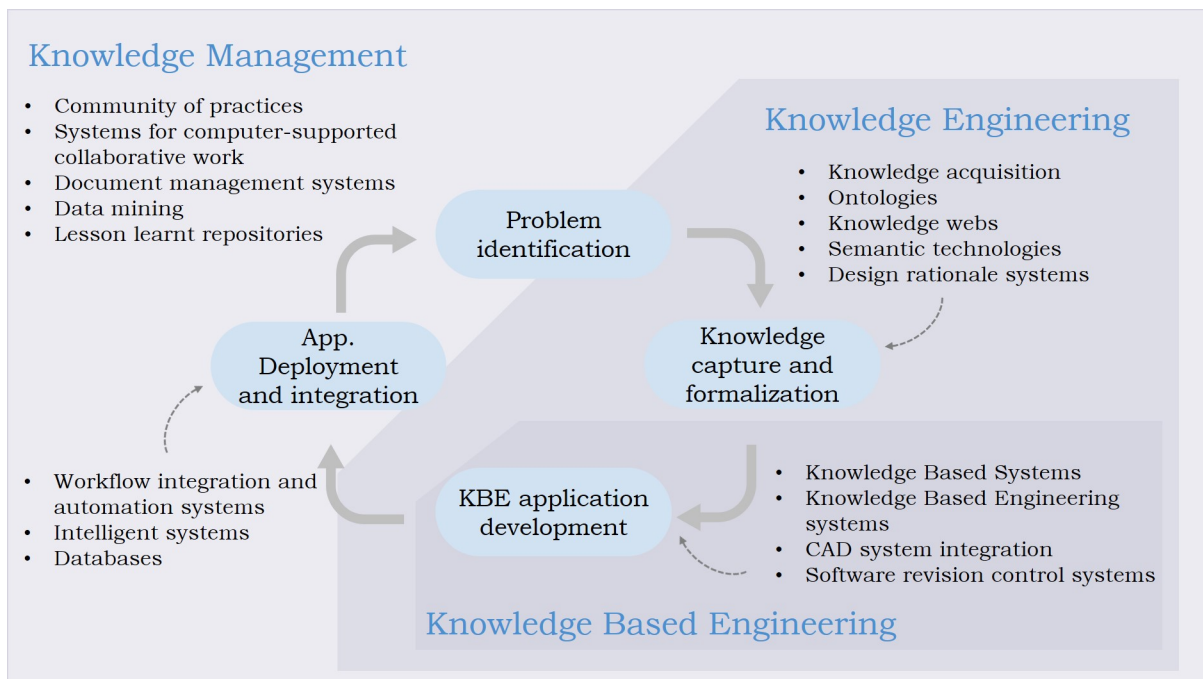 Knowledge Management
• Community of practices
• Systems for computer-supported
collaborative work
• Document management systems
• Data mining
• Lesson learnt repositories
Knowledge Engineering
• Knowledge acquisition
• Ontologies
• Knowledge webs
• Semantic technologies
• Design rationale systems
Problem
identification
App.
Deployment
and integration
Knowledge
capture and
formalization
• Workflow integration and
automation systems
• Intelligent systems
• Databases
KBE application
development
• Knowledge Based Systems
• Knowledge Based Engineering
systems
• CAD system integration
• Software revision control systems
Knowledge Based Engineering